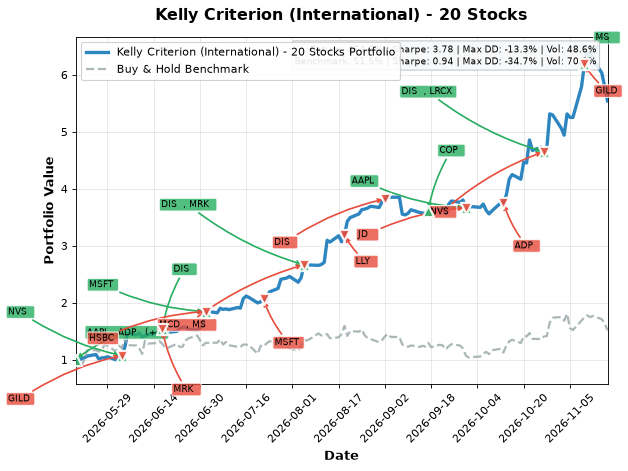 Kelly Criterion (International) - 20 Stocks
MS
Kelly Criterion (International) - 20 Stocks Portfolio
Buy & Hold Benchmark
Sharpe: 3.78 | Max DD: -13.3% | Vol: 48.6%
Sharpe: 0.94 | Max DD: -34.7% | Vol:
GILD
DIS , LRCX
COP
AAPL
DIS , MRK
NVS
JD
DIS
ADP
LLY
DIS
MSFT
NVS
MCD , MS
AAPL , ADP , (+
HSBC
MSFT
MRK
GILD
Portfolio Value
6
5
4
3
2
1
2026-05-29
2026-06-14
2026-06-30
2026-07-16
2026-08-01
2026-08-17
2026-09-02
2026-09-18
2026-10-04
2026-10-20
2026-11-05
Date